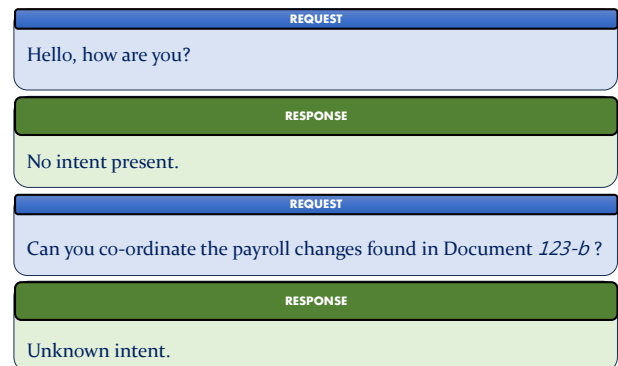 REQUEST
Hello, how are you?
RESPONSE
No intent present.
REQUEST
Can you co-ordinate the payroll changes found in Document 123-b ?
RESPONSE
Unknown intent.